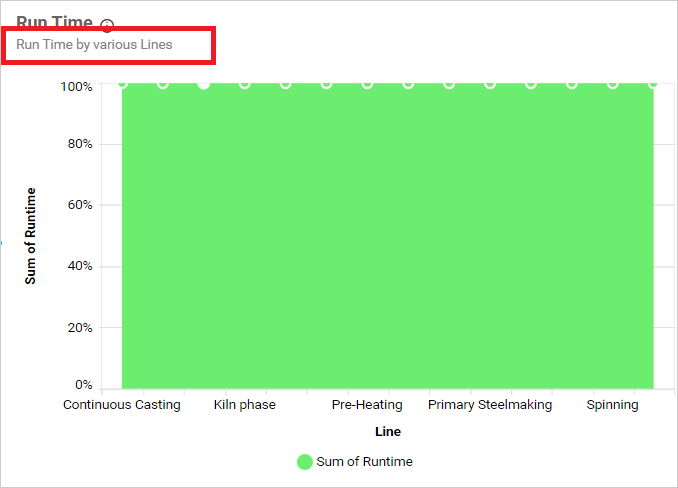 Run Time
Run Time by various Lines
100%
80%
60%
40%
20%
0%
Sum of Runtime
Continuous Casting
Kiln phase
Pre-Heating
Primary Steelmaking
Spinning
Line
Sum of Runtime